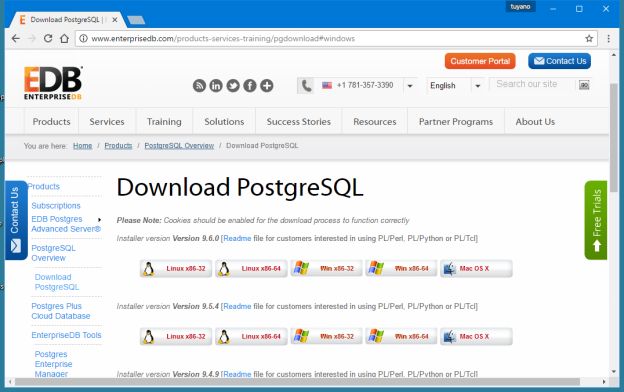 tuyano
Download PostgreSQL |
www.enterprisedb.com/products-services-training/pgdownload#windows
EDB
ENTERPRISEDB
Customer Portal
Contact Us
+1 781-357-3390
English
Search our site
GO
Products
Services
Training
Solutions
Success Stories
Resources
Partner Programs
About Us
You are here: Home / Products / PostgreSQL Overview / Download PostgreSQL
Contact Us
Free Trials
Products
Subscriptions
EDB Postgres
Advanced Server®
PostgreSQL
Overview
Download
PostgreSQL
Postgres Plus
Cloud Database
EnterpriseDB Tools
Postgres
Enterprise
Manager
Download PostgreSQL
Please Note: Cookies should be enabled for the download process to function correctly
Installer version Version 9.6.0 [Readme file for customers interested in using PL/Perl, PL/Python or PL/Tcl]
Linux x86-32
Linux x86-64
Win x86-32
Win x86-64
Mac OS X
Installer version Version 9.5.4 [Readme file for customers interested in using PL/Perl, PL/Python or PL/Tcl]
Linux x86-32
Linux x86-64
Win x86-32
Win x86-64
Mac OS X
Installer version Version 9.4.9 [Readme file for customers interested in using PL/Perl, PL/Python or PL/Tcl]